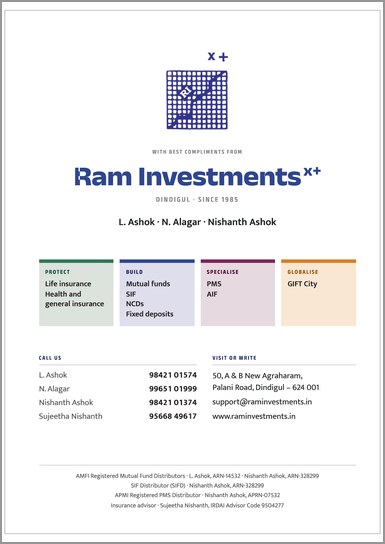 x+
WITH BEST COMPLIMENTS FROM
Ram Investments x+
DINDIGUL · SINCE 1985
L. Ashok · N. Alagar · Nishanth Ashok
PROTECT
Life insurance
Health and
general insurance
BUILD
Mutual funds
SIF
NCDs
Fixed deposits
SPECIALISE
PMS
AIF
GLOBALISE
GIFT City
CALL US
L. Ashok 98421 01574
N. Alagar 99651 01999
Nishanth Ashok 98421 01374
Sujeetha Nishanth 95668 49617
VISIT OR WRITE
50, A & B New Agraharam,
Palani Road, Dindigul – 624 001
support@raminvestments.in
www.raminvestments.in
AMFI Registered Mutual Fund Distributors · L. Ashok, ARN-14532 · Nishanth Ashok, ARN-328299
SIF Distributor (SIFD) · Nishanth Ashok, ARN-328299
APMI Registered PMS Distributor · Nishanth Ashok, APRN-07532
Insurance advisor · Sujeetha Nishanth, IRDAI Advisor Code 9504277